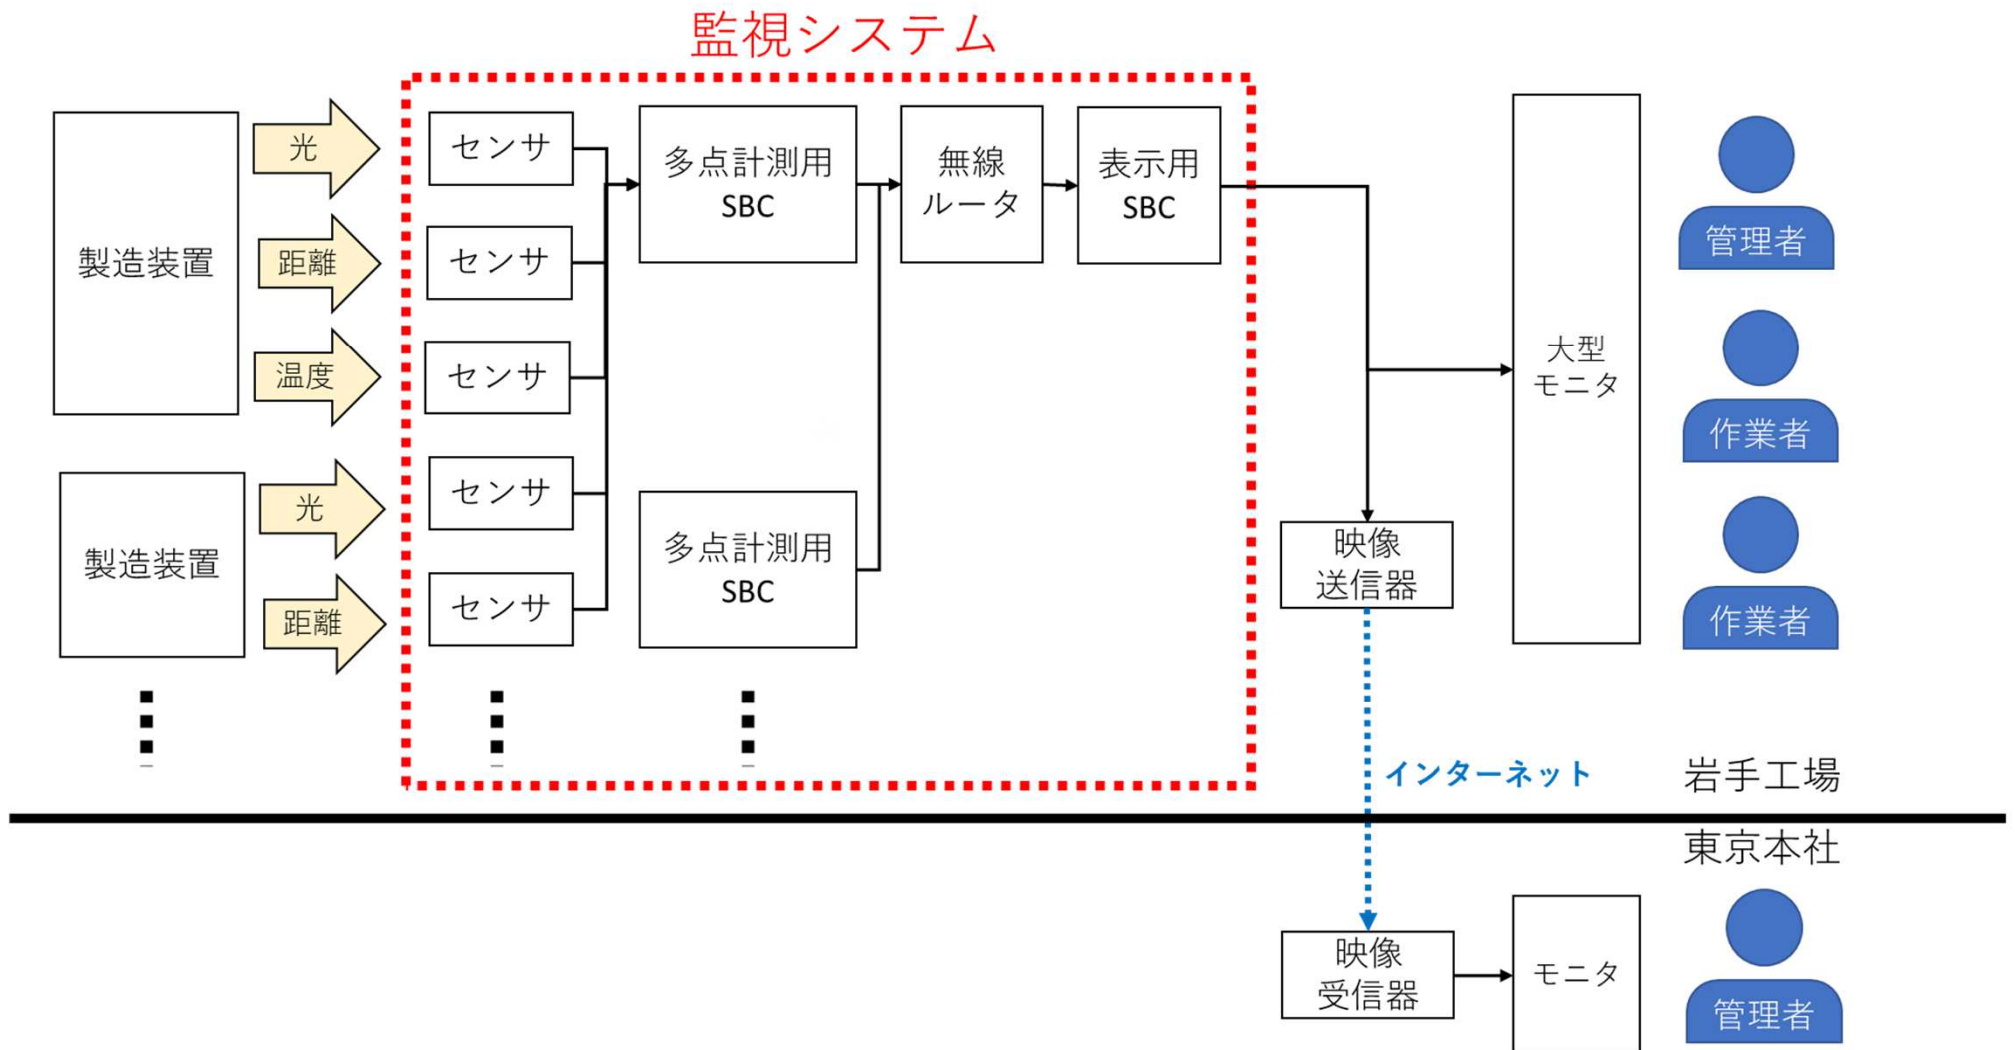 監視システム
製造装置
光
距離
温度
製造装置
光
距離
センサ
センサ
センサ
センサ
センサ
多点計測用
SBC
多点計測用
SBC
無線
ルータ
表示用
SBC
大型
モニタ
管理者
作業者
作業者
映像
送信器
インターネット
岩手工場
東京本社
映像
受信器
モニタ
管理者